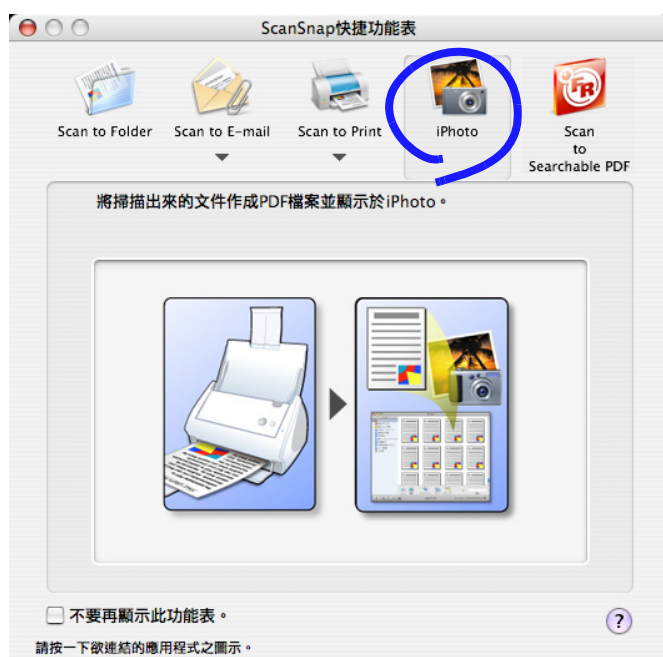 ScanSnap快捷功能表
Scan to Folder
Scan to E-mail
Scan to Print
iPhoto
Scan
to
Searchable PDF
將掃描出來的文件作成PDF檔案並顯示於iPhoto。
不要再顯示此功能表。
?
請按一下欲連結的應用程式之圖示。